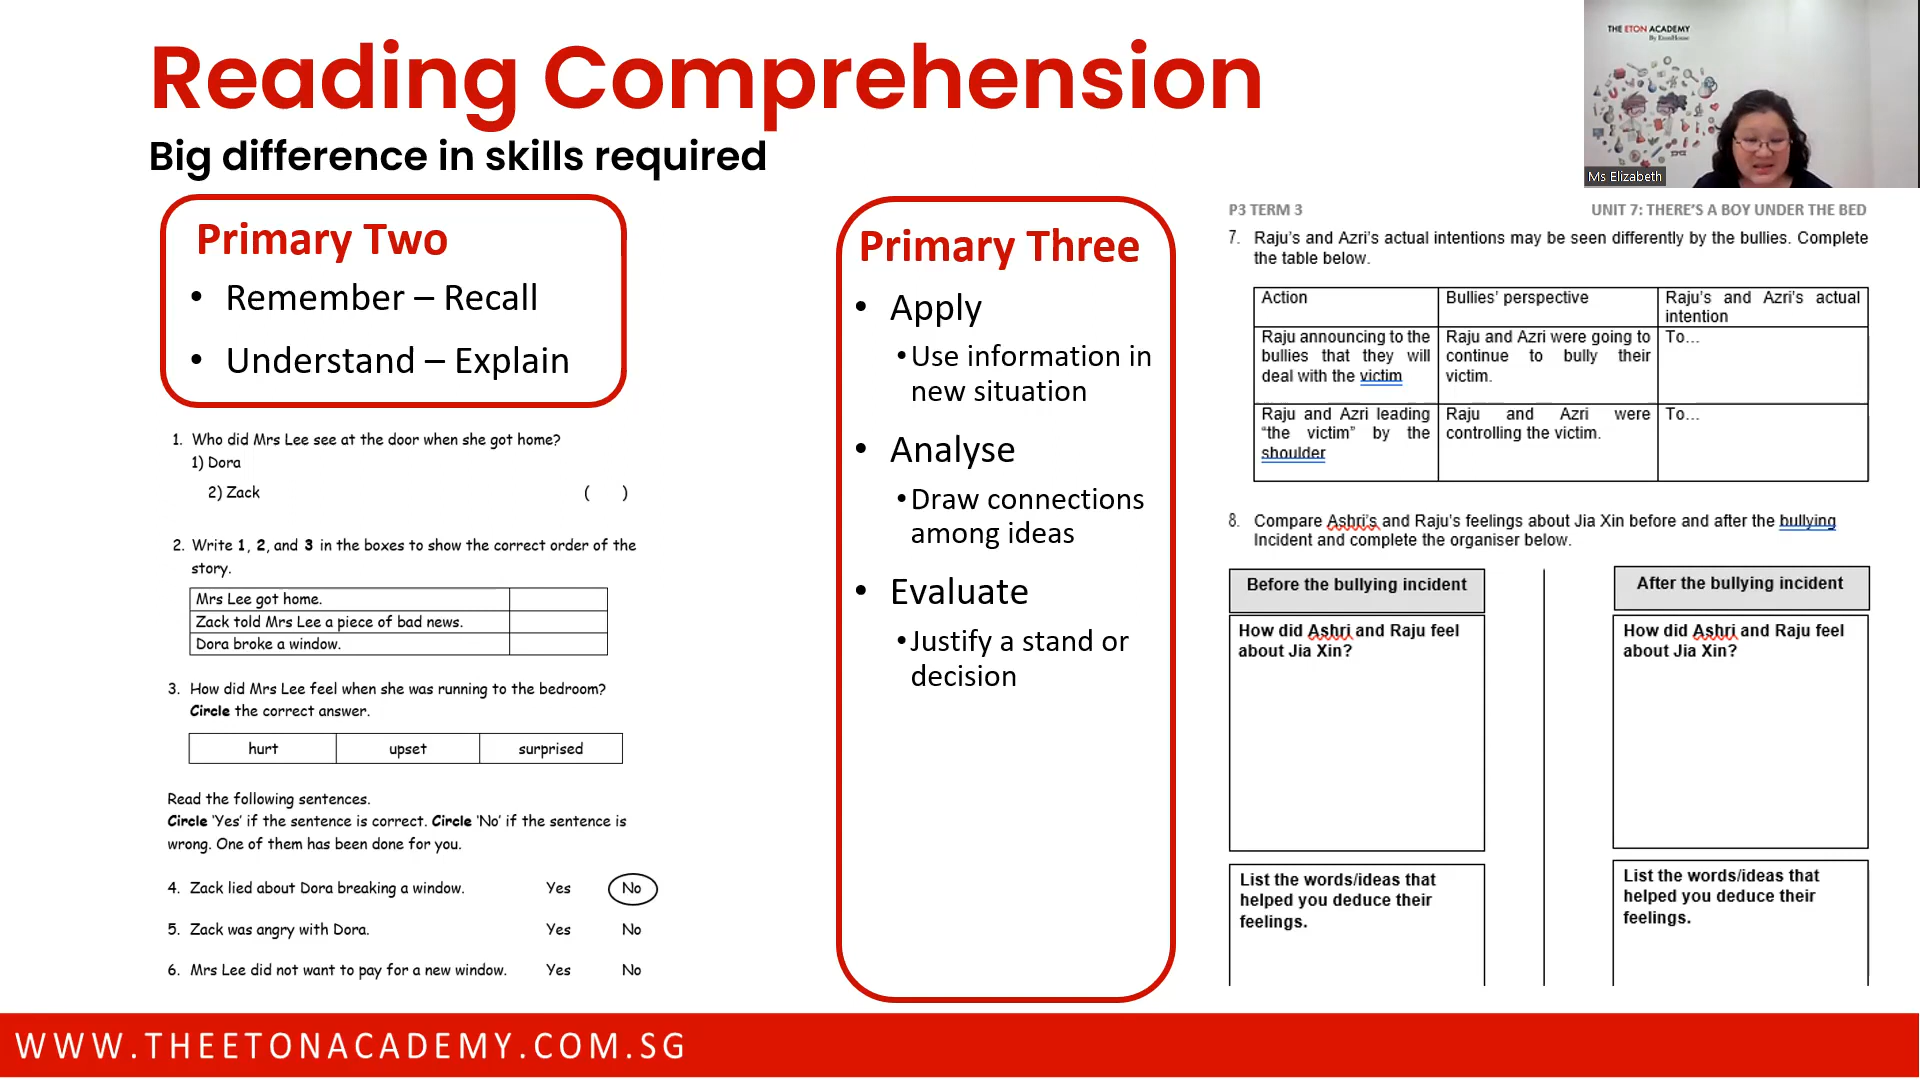 Reading Comprehension
Big difference in skills required
THE ETON ACADEMY
By EtonHouse
Ms Elizabeth
Primary Two
• Remember – Recall
• Understand – Explain
1. Who did Mrs Lee see at the door when she got home?
1) Dora
2) Zack ( )
2. Write 1, 2, and 3 in the boxes to show the correct order of the
story.
Mrs Lee got home.
Zack told Mrs Lee a piece of bad news.
Dora broke a window.
3. How did Mrs Lee feel when she was running to the bedroom?
Circle the correct answer.
hurt upset surprised
Read the following sentences.
Circle 'Yes' if the sentence is correct. Circle 'No' if the sentence is
wrong. One of them has been done for you.
4. Zack lied about Dora breaking a window. Yes No
5. Zack was angry with Dora. Yes No
6. Mrs Lee did not want to pay for a new window. Yes No
Primary Three
• Apply
• Use information in
new situation
• Analyse
• Draw connections
among ideas
• Evaluate
• Justify a stand or
decision
P3 TERM 3 UNIT 7: THERE'S A BOY UNDER THE BED
7. Raju's and Azri's actual intentions may be seen differently by the bullies. Complete
the table below.
Action
Bullies' perspective
Raju's and Azri's actual
intention
Raju announcing to the
bullies that they will
deal with the victim
Raju and Azri were going to
continue to bully their
victim.
To...
Raju and Azri leading
"the victim" by the
shoulder
Raju and Azri were
controlling the victim.
To...
8. Compare Ashri's and Raju's feelings about Jia Xin before and after the bullying
Incident and complete the organiser below.
Before the bullying incident
How did Ashri and Raju feel
about Jia Xin?
List the words/ideas that
helped you deduce their
feelings.
After the bullying incident
How did Ashri and Raju feel
about Jia Xin?
List the words/ideas that
helped you deduce their
feelings.
WWW.THEETONACADEMY.COM.SG